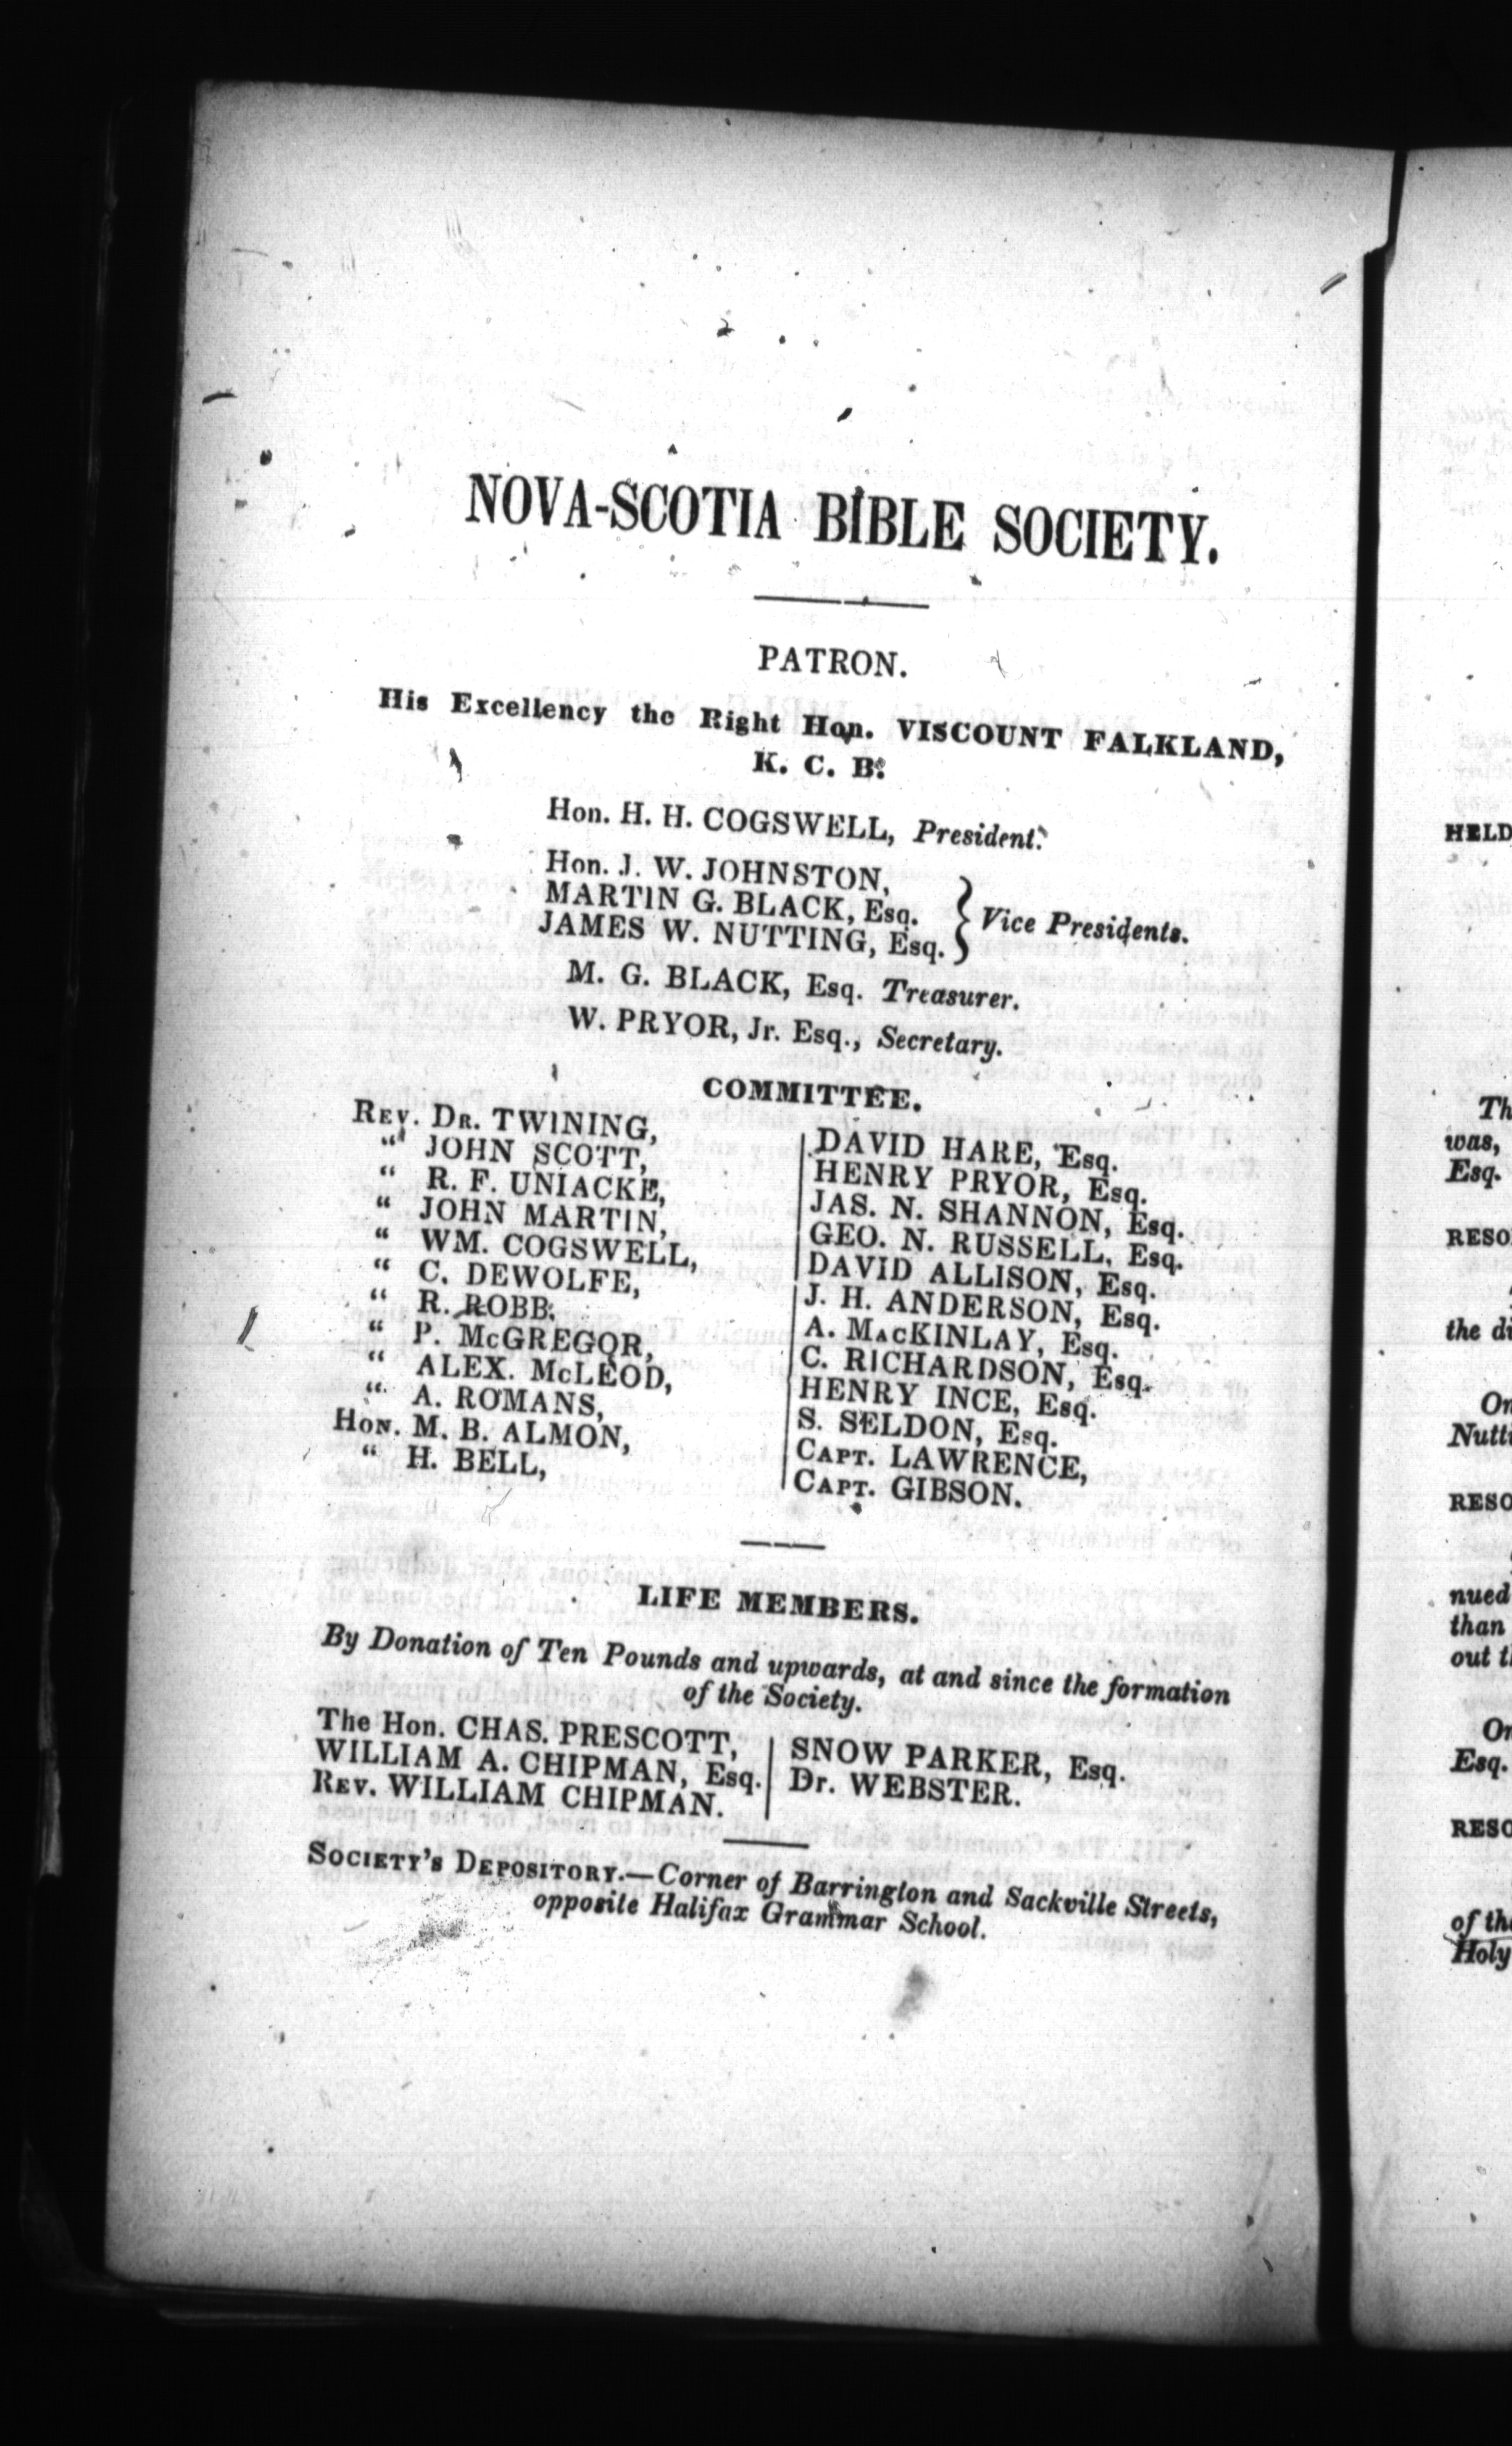 NOVA-SCOTIA BIBLE SOCIETY.
PATRON.
His Excellency the Right Hon. VISCOUNT FALKLAND,
K. C. B.
Hon. H. H. COGSWELL, President.
Hon. J. W. JOHNSTON,
MARTIN G. BLACK, Esq.
JAMES W. NUTTING, Esq.
} Vice Presidents.
M. G. BLACK, Esq. Treasurer.
W. PRYOR, Jr. Esq., Secretary.
COMMITTEE.
REV. DR. TWINING,
“ JOHN SCOTT,
“ R. F. UNIACKE,
“ JOHN MARTIN,
“ WM. COGSWELL,
“ C. DEWOLFE,
“ R. ROBB.
“ P. McGREGOR,
“ ALEX. McLEOD,
“ A. ROMANS,
HON. M. B. ALMON,
“ H. BELL,
DAVID HARE, Esq.
HENRY PRYOR, Esq.
JAS. N. SHANNON, Esq.
GEO. N. RUSSELL, Esq.
DAVID ALLISON, Esq.
J. H. ANDERSON, Esq.
A. MACKINLAY, Esq.
C. RICHARDSON, Esq.
HENRY INCE, Esq.
S. SELDON, Esq.
CAPT. LAWRENCE,
CAPT. GIBSON.
LIFE MEMBERS.
By Donation of Ten Pounds and upwards, at and since the formation
of the Society.
The Hon. CHAS. PRESCOTT,
WILLIAM A. CHIPMAN, Esq.
REV. WILLIAM CHIPMAN.
SNOW PARKER, Esq.
Dr. WEBSTER.
SOCIETY'S DEPOSITORY.—Corner of Barrington and Sackville Streets,
opposite Halifax Grammar School.
HELD
Th
was,
Esq.
RESO
the di
On
Nutti
RESO
nued
than
out t
On
Esq.
RESO
of the
Holy